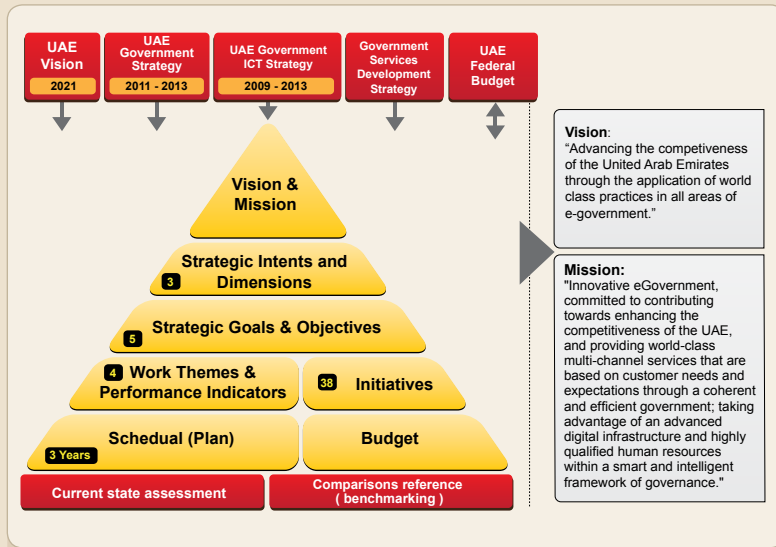 UAE
Vision
2021
UAE
Government
Strategy
2011 - 2013
UAE Government
ICT Strategy
2009 - 2013
Government
Services
Development
Strategy
UAE
Federal
Budget
Vision &
Mission
Strategic Intents and
Dimensions
3
Strategic Goals & Objectives
5
4 Work Themes &
Performance Indicators
38 Initiatives
Schedual (Plan)
3 Years
Budget
Current state assessment
Comparisons reference
( benchmarking )
Vision:
“Advancing the competiveness
of the United Arab Emirates
through the application of world
class practices in all areas of
e-government.”
Mission:
"Innovative eGovernment,
committed to contributing
towards enhancing the
competitiveness of the UAE,
and providing world-class
multi-channel services that are
based on customer needs and
expectations through a coherent
and efficient government; taking
advantage of an advanced
digital infrastructure and highly
qualified human resources
within a smart and intelligent
framework of governance."